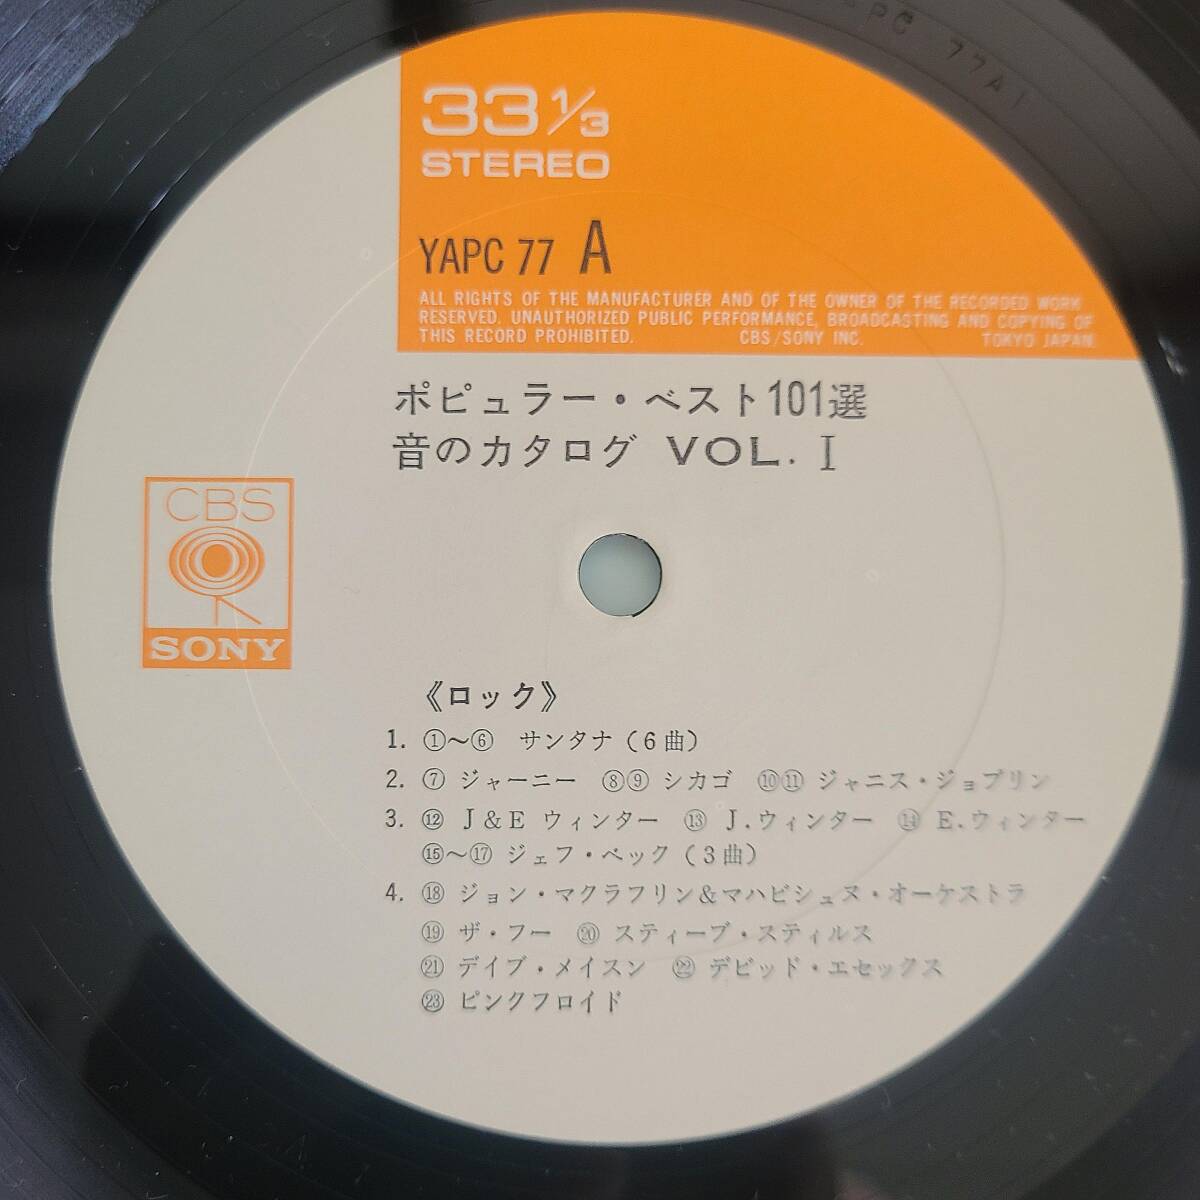 PC 77A1
33 1/3
STEREO
YAPC 77 A
ALL RIGHTS OF THE MANUFACTURER AND OF THE OWNER OF THE RECORDED WORK
RESERVED. UNAUTHORIZED PUBLIC PERFORMANCE, BROADCASTING AND COPYING OF
THIS RECORD PROHIBITED. CBS/SONY INC. TOKYO JAPAN
ポピュラー・ベスト101選
音のカタログ VOL. I
CBS
SONY
《ロック》
1. ①〜⑥ サンタナ(6曲)
2. ⑦ ジャーニー ⑧⑨ シカゴ ⑩⑪ ジャニス・ジョプリン
3. ⑫ J&E ウィンター ⑬ J.ウィンター ⑭ E.ウィンター
⑮〜⑰ ジェフ・ベック(3曲)
4. ⑱ ジョン・マクラフリン&マハビシュヌ・オーケストラ
⑲ ザ・フー ⑳ スティーブ・スティルス
㉑ デイブ・メイスン ㉒ デビッド・エセックス
㉓ ピンクフロイド